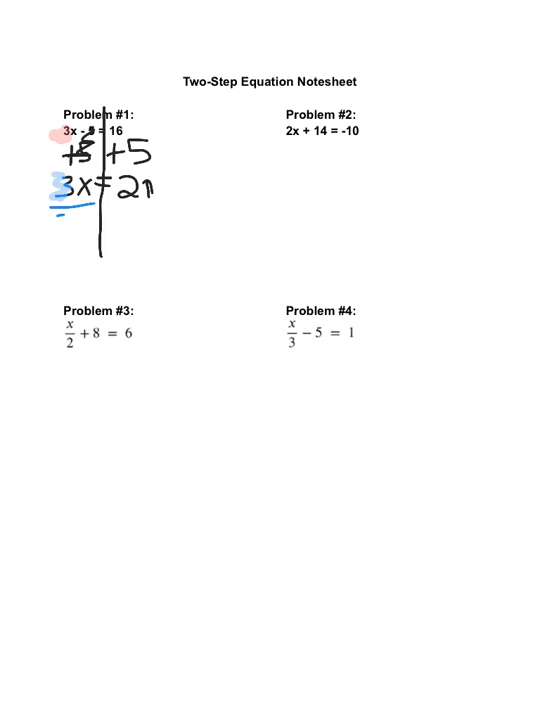 Two-Step Equation Notesheet
Problem #1:
3x - 5 = 16
+5 +5
3x = 21
Problem #2:
2x + 14 = -10
Problem #3:
x/2 + 8 = 6
Problem #4:
x/3 − 5 = 1